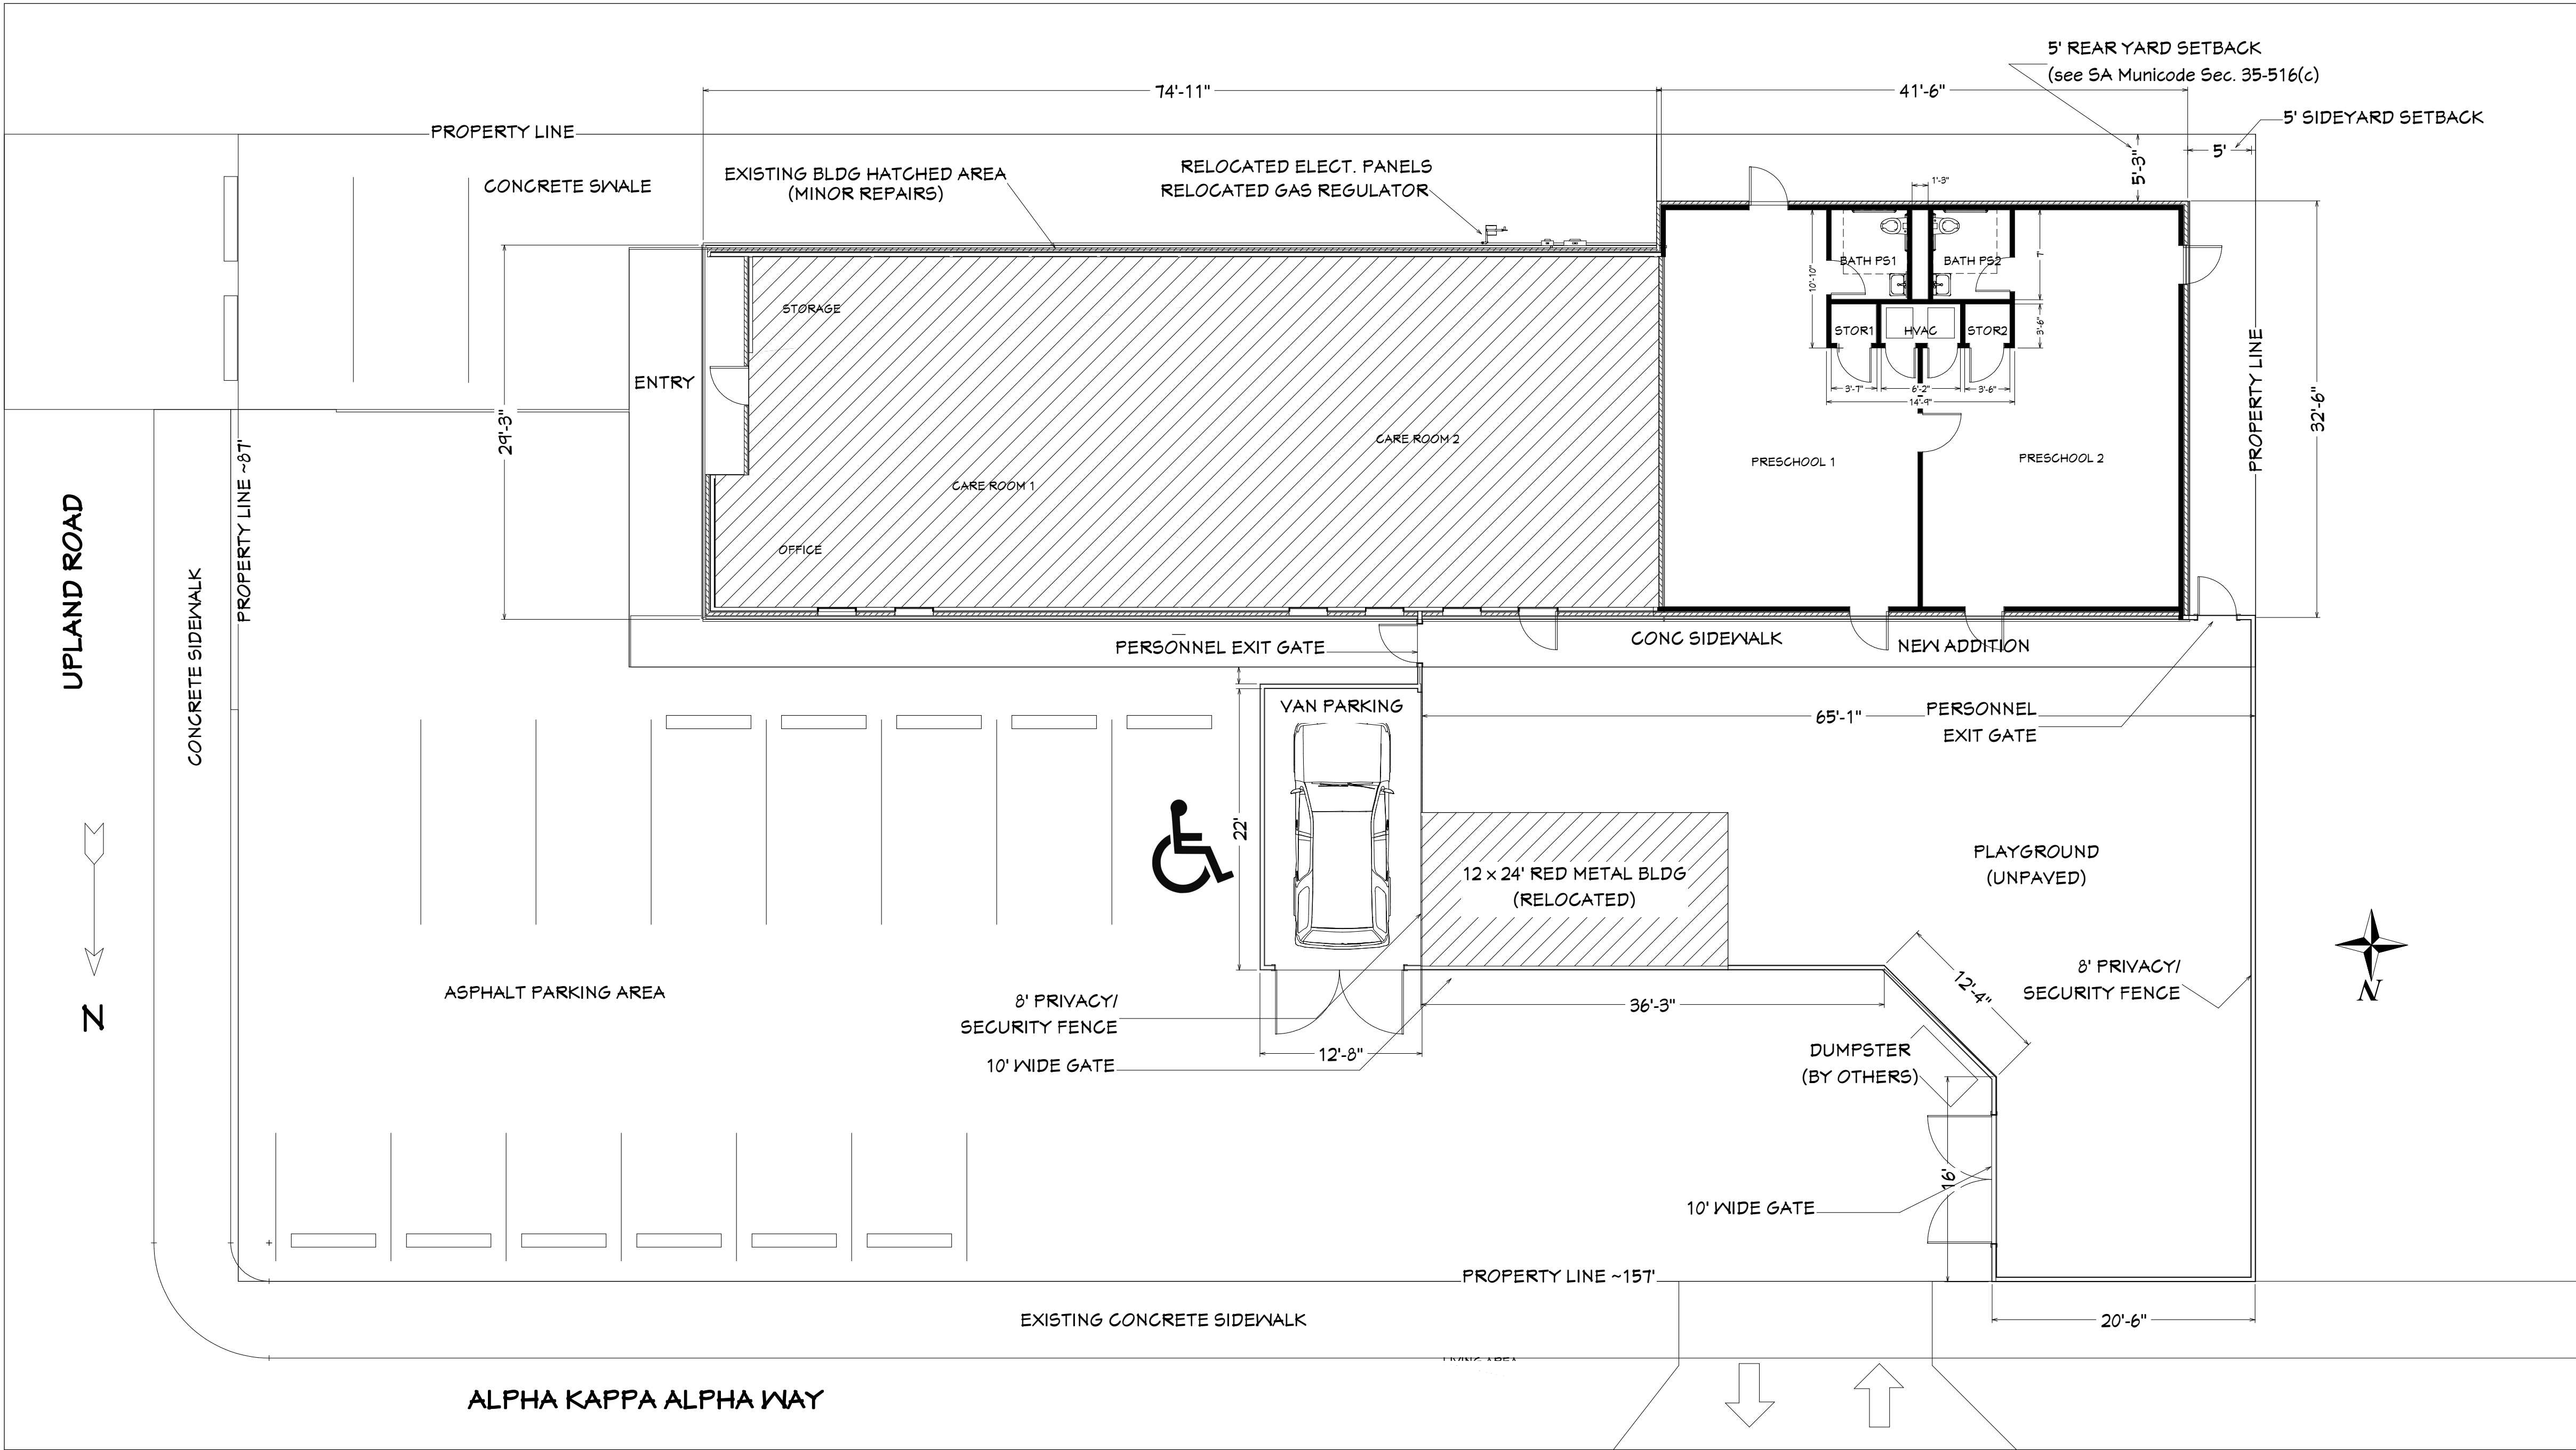 5' REAR YARD SETBACK
(see SA Municode Sec. 35-516(c)
74'-11"
41'-6"
5' SIDEYARD SETBACK
PROPERTY LINE
5'-3"
5'
CONCRETE SWALE
EXISTING BLDG HATCHED AREA
(MINOR REPAIRS)
RELOCATED ELECT. PANELS
RELOCATED GAS REGULATOR
1'-3"
BATH PS1
BATH PS2
10'-10"
7'
STORAGE
STOR1
HVAC
STOR2
3'-6"
3'-7"
6'-2"
3'-6"
14'-9"
ENTRY
29'-3"
32'-6"
PROPERTY LINE
CARE ROOM 2
CARE ROOM 1
PRESCHOOL 1
PRESCHOOL 2
OFFICE
UPLAND ROAD
CONCRETE SIDEWALK
PROPERTY LINE ~87'
PERSONNEL EXIT GATE
CONC SIDEWALK
NEW ADDITION
VAN PARKING
65'-1"
PERSONNEL
EXIT GATE
22'
12 x 24' RED METAL BLDG
(RELOCATED)
PLAYGROUND
(UNPAVED)
N
ASPHALT PARKING AREA
8' PRIVACY/
SECURITY FENCE
10' WIDE GATE
12'-8"
36'-3"
12'-4"
8' PRIVACY/
SECURITY FENCE
N
DUMPSTER
(BY OTHERS)
16'
10' WIDE GATE
PROPERTY LINE ~157'
EXISTING CONCRETE SIDEWALK
20'-6"
ALPHA KAPPA ALPHA WAY